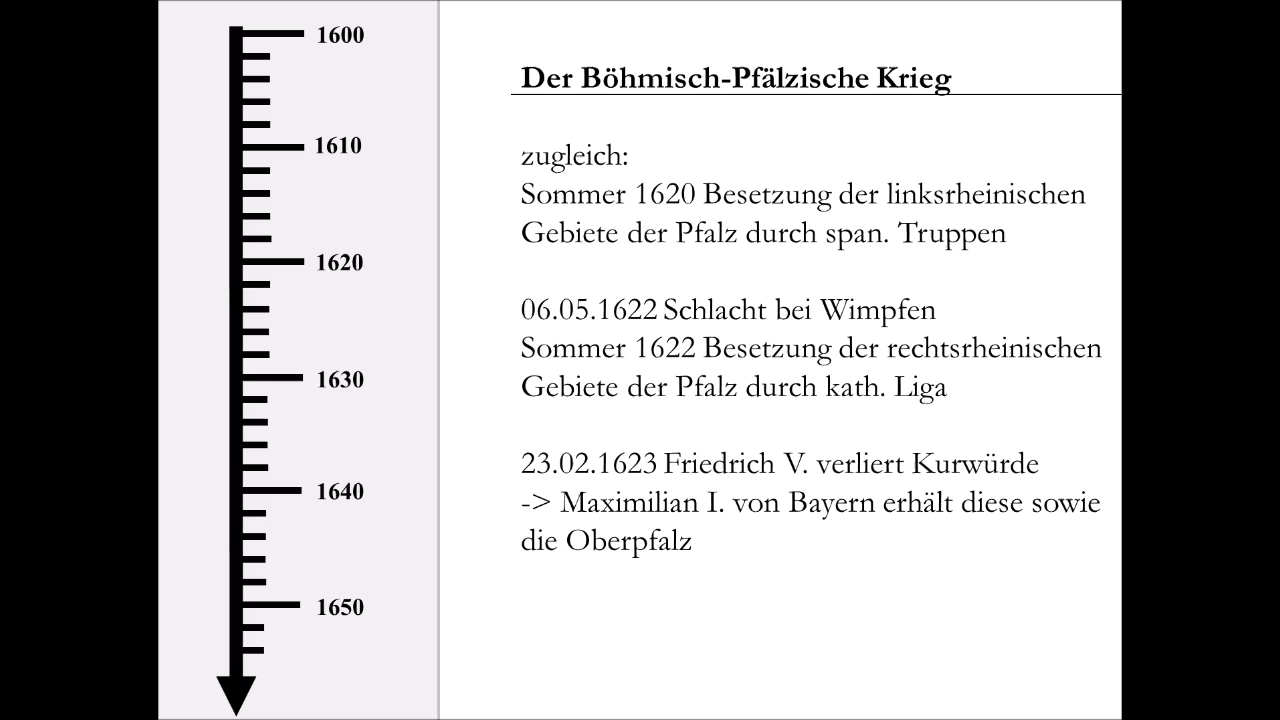 1600
1610
1620
1630
1640
1650
Der Böhmisch-Pfälzische Krieg
zugleich:
Sommer 1620 Besetzung der linksrheinischen
Gebiete der Pfalz durch span. Truppen
06.05.1622 Schlacht bei Wimpfen
Sommer 1622 Besetzung der rechtsrheinischen
Gebiete der Pfalz durch kath. Liga
23.02.1623 Friedrich V. verliert Kurwürde
-> Maximilian I. von Bayern erhält diese sowie
die Oberpfalz